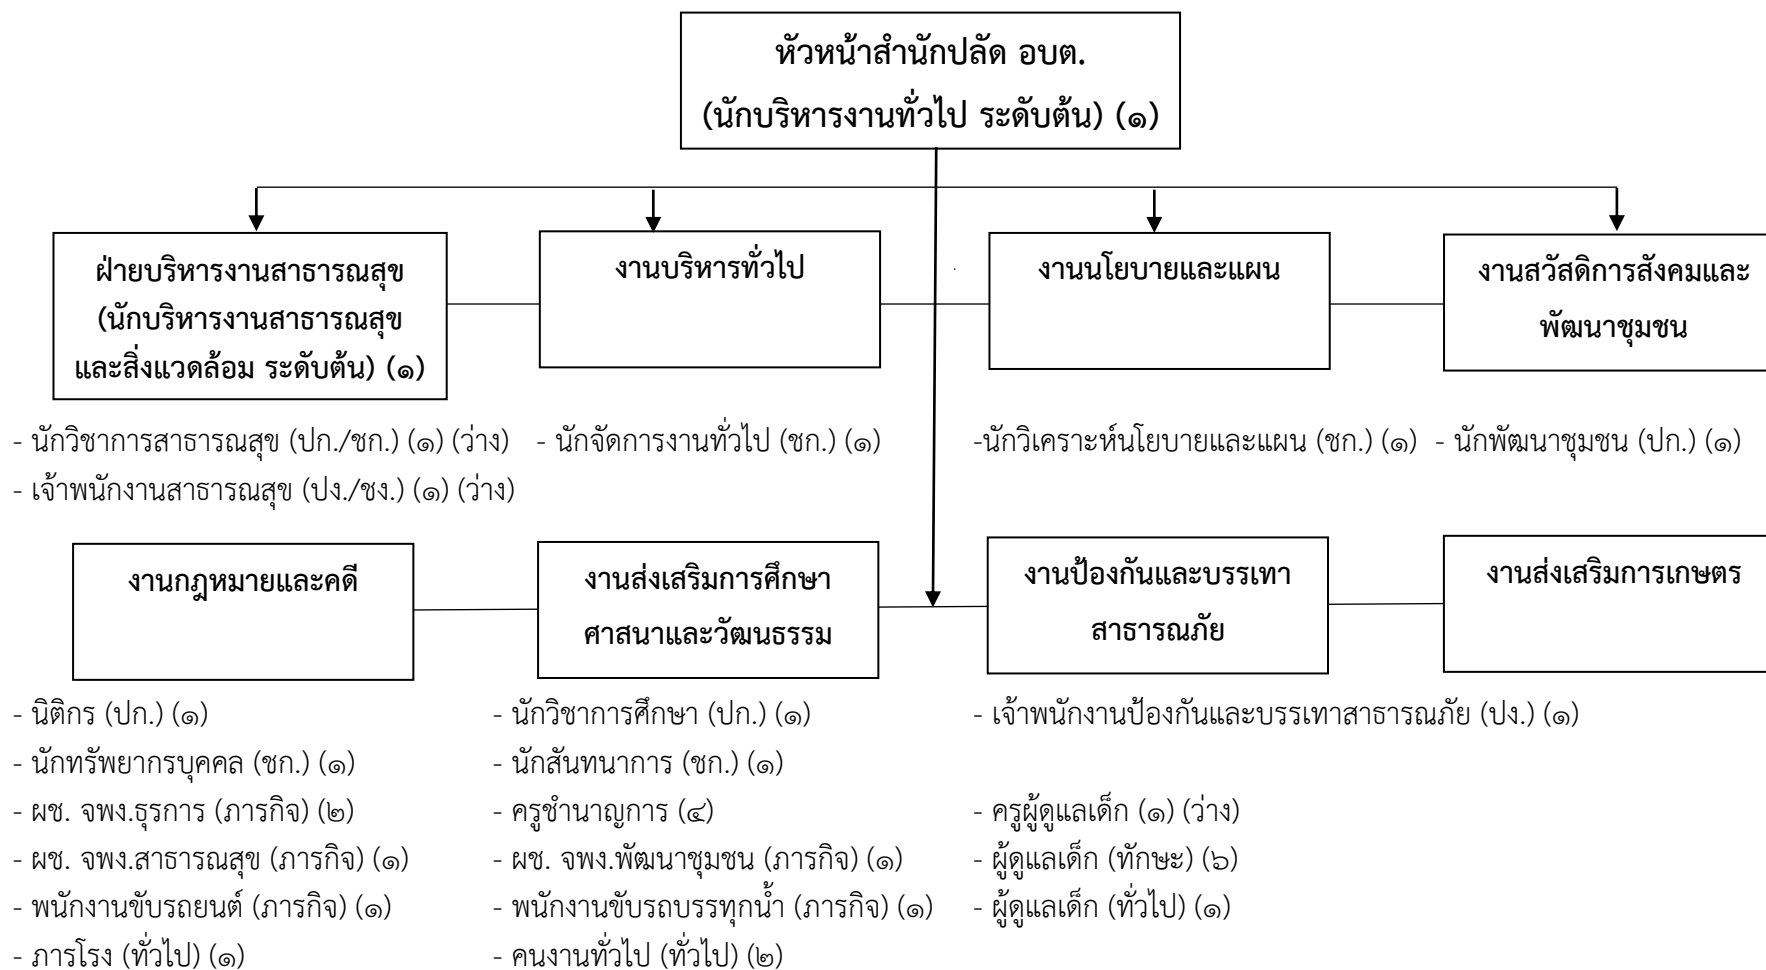 หัวหน้าสำนักปลัด อบต.
(นักบริหารงานทั่วไป ระดับต้น) (๑)
ฝ่ายบริหารงานสาธารณสุข
(นักบริหารงานสาธารณสุข
และสิ่งแวดล้อม ระดับต้น) (๑)
งานบริหารทั่วไป
งานนโยบายและแผน
งานสวัสดิการสังคมและ
พัฒนาชุมชน
- นักวิชาการสาธารณสุข (ปก./ชก.) (๑) (ว่าง)
- เจ้าพนักงานสาธารณสุข (ปง./ชง.) (๑) (ว่าง)
- นักจัดการงานทั่วไป (ชก.) (๑)
-นักวิเคราะห์นโยบายและแผน (ชก.) (๑)
- นักพัฒนาชุมชน (ปก.) (๑)
งานกฎหมายและคดี
งานส่งเสริมการศึกษา
ศาสนาและวัฒนธรรม
งานป้องกันและบรรเทา
สาธารณภัย
งานส่งเสริมการเกษตร
- นิติกร (ปก.) (๑)
- นักทรัพยากรบุคคล (ชก.) (๑)
- ผช. จพง.ธุรการ (ภารกิจ) (๒)
- ผช. จพง.สาธารณสุข (ภารกิจ) (๑)
- พนักงานขับรถยนต์ (ภารกิจ) (๑)
- ภารโรง (ทั่วไป) (๑)
- นักวิชาการศึกษา (ปก.) (๑)
- นักสันทนาการ (ชก.) (๑)
- ครูชำนาญการ (๔)
- ผช. จพง.พัฒนาชุมชน (ภารกิจ) (๑)
- พนักงานขับรถบรรทุกน้ำ (ภารกิจ) (๑)
- คนงานทั่วไป (ทั่วไป) (๒)
- เจ้าพนักงานป้องกันและบรรเทาสาธารณภัย (ปง.) (๑)
- ครูผู้ดูแลเด็ก (๑) (ว่าง)
- ผู้ดูแลเด็ก (ทักษะ) (๖)
- ผู้ดูแลเด็ก (ทั่วไป) (๑)